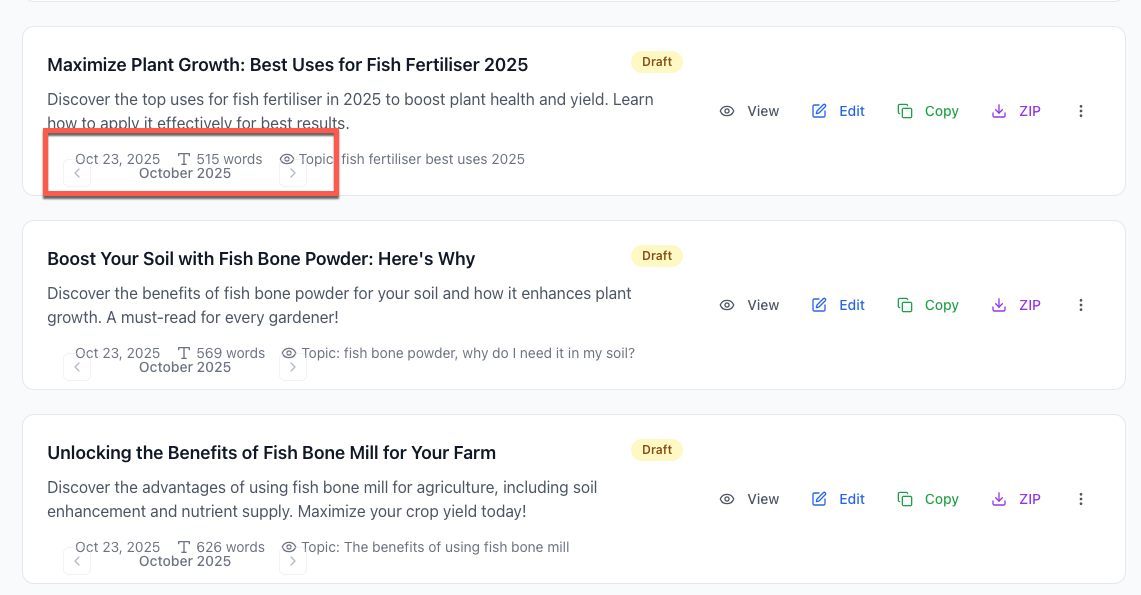 Maximize Plant Growth: Best Uses for Fish Fertiliser 2025
Draft
Discover the top uses for fish fertiliser in 2025 to boost plant health and yield. Learn
how to apply it effectively for best results.
View Edit Copy ZIP
Oct 23, 2025 515 words Topic: fish fertiliser best uses 2025
October 2025
Boost Your Soil with Fish Bone Powder: Here's Why
Draft
Discover the benefits of fish bone powder for your soil and how it enhances plant
growth. A must-read for every gardener!
View Edit Copy ZIP
Oct 23, 2025 569 words Topic: fish bone powder, why do I need it in my soil?
October 2025
Unlocking the Benefits of Fish Bone Mill for Your Farm
Draft
Discover the advantages of using fish bone mill for agriculture, including soil
enhancement and nutrient supply. Maximize your crop yield today!
View Edit Copy ZIP
Oct 23, 2025 626 words Topic: The benefits of using fish bone mill
October 2025